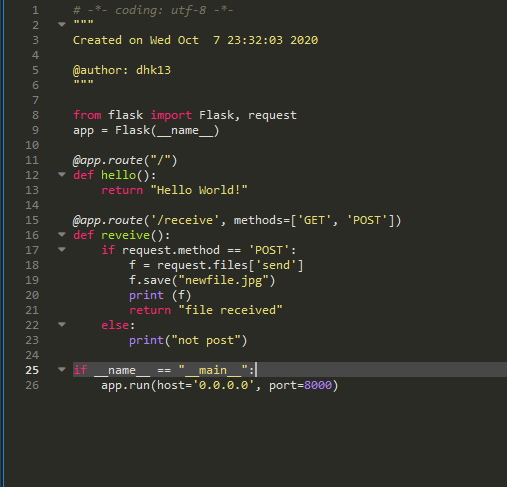 1 # -*- coding: utf-8 -*-
2 """
3 Created on Wed Oct  7 23:32:03 2020
4
5 @author: dhk13
6 """
7
8 from flask import Flask, request
9 app = Flask(__name__)
10
11 @app.route("/")
12 def hello():
13     return "Hello World!"
14
15 @app.route('/receive', methods=['GET', 'POST'])
16 def reveive():
17     if request.method == 'POST':
18         f = request.files['send']
19         f.save("newfile.jpg")
20         print (f)
21         return "file received"
22     else:
23         print("not post")
24
25 if __name__ == "__main__":
26     app.run(host='0.0.0.0', port=8000)